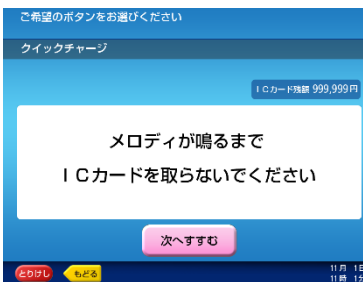 ご希望のボタンをお選びください
クイックチャージ
ICカード残額 999,999円
メロディが鳴るまで
ICカードを取らないでください
次へすすむ
とりけし
もどる
11月 1日
11時 1分